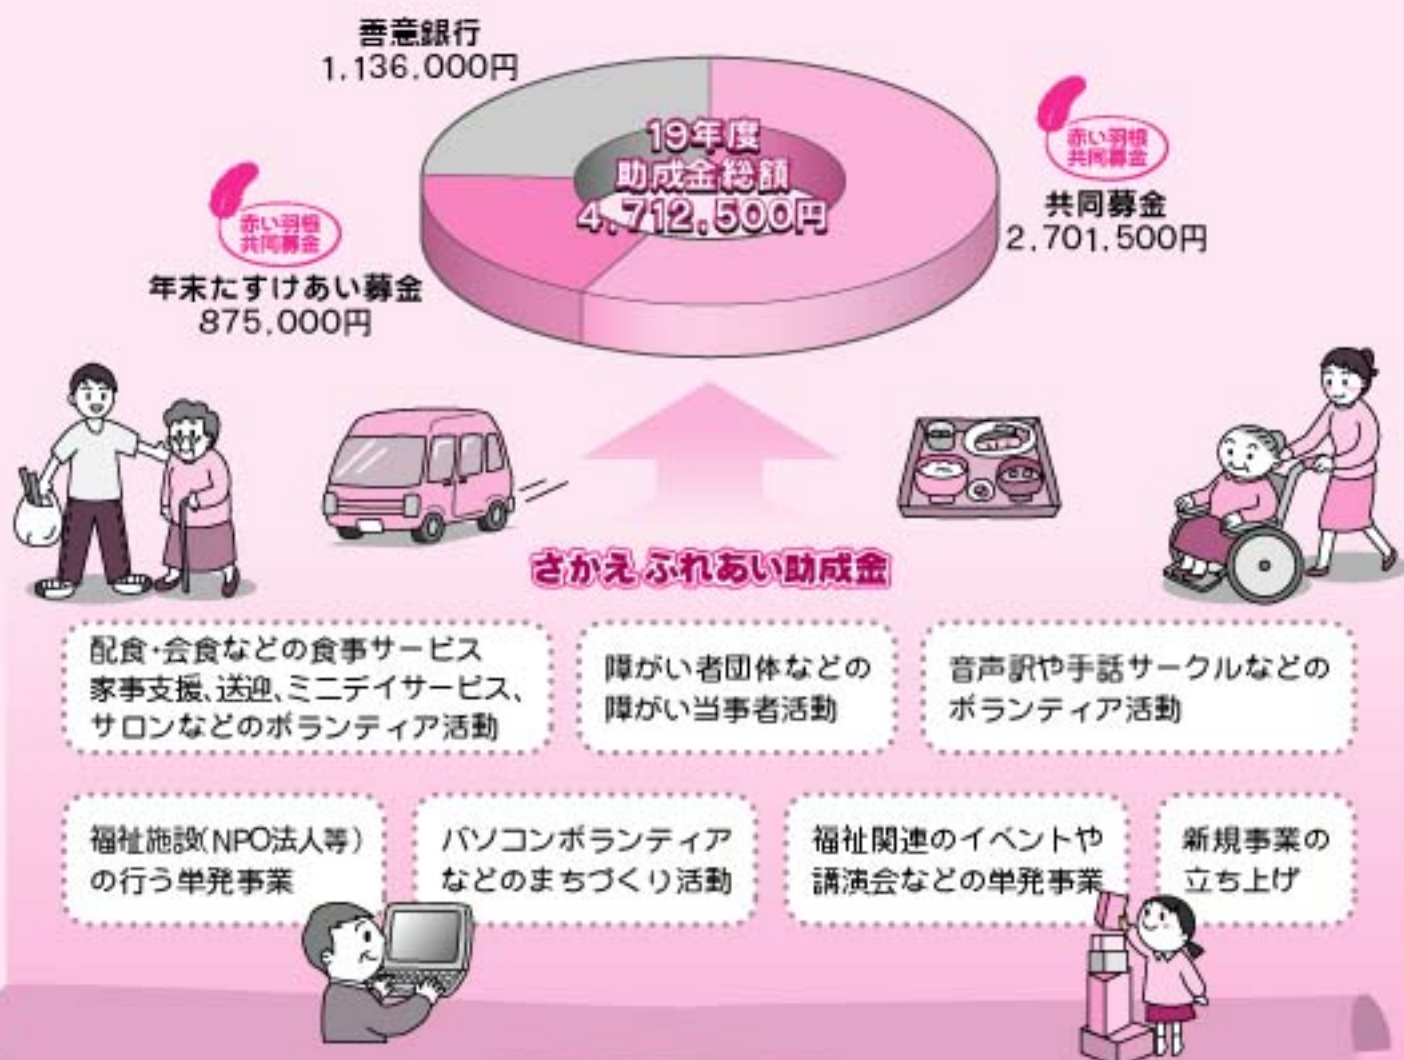 善意銀行
1,136,000円
19年度
助成金総額
4,712,500円
赤い羽根
共同募金
共同募金
2,701,500円
赤い羽根
共同募金
年末たすけあい募金
875,000円
さかえ ふれあい助成金
配食・会食などの食事サービス
家事支援、送迎、ミニデイサービス、
サロンなどのボランティア活動
障がい者団体などの
障がい当事者活動
音声訳や手話サークルなどの
ボランティア活動
福祉施設(NPO法人等)
の行う単発事業
パソコンボランティア
などのまちづくり活動
福祉関連のイベントや
講演会などの単発事業
新規事業の
立ち上げ